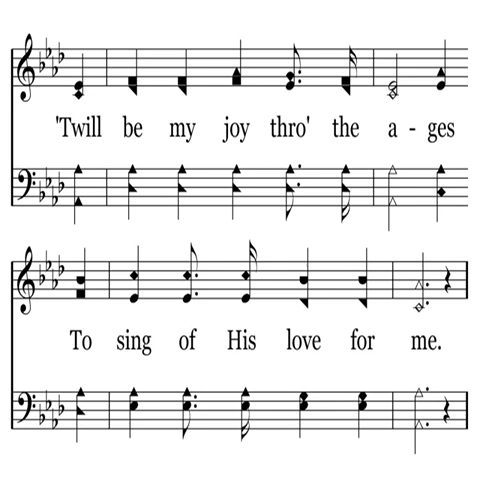 'Twill be my joy thro' the a - ges
To sing of His love for me.